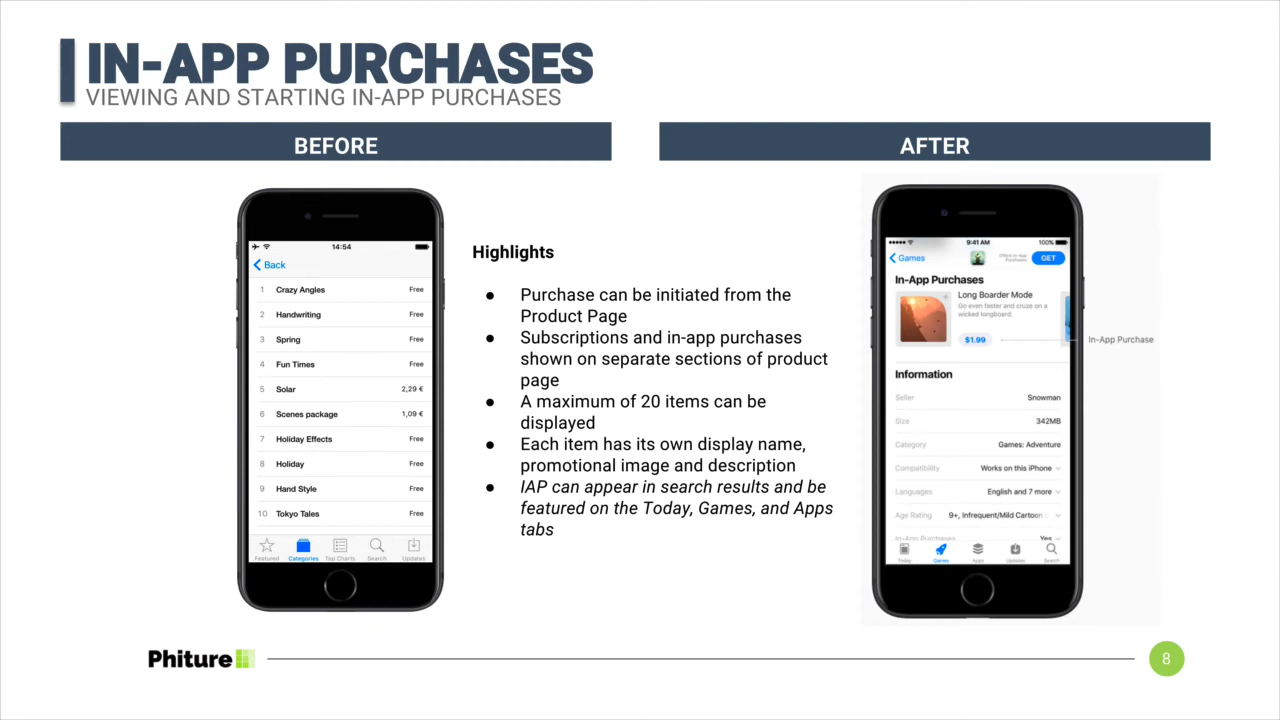 IN-APP PURCHASES
VIEWING AND STARTING IN-APP PURCHASES
BEFORE
AFTER
14:54
Back
1 Crazy Angles Free
2 Handwriting Free
3 Spring Free
4 Fun Times Free
5 Solar 2,29 €
6 Scenes package 1,09 €
7 Holiday Effects Free
8 Holiday Free
9 Hand Style Free
10 Tokyo Tales Free
Featured Categories Top Charts Search Updates
Highlights
● Purchase can be initiated from the
Product Page
● Subscriptions and in-app purchases
shown on separate sections of product
page
● A maximum of 20 items can be
displayed
● Each item has its own display name,
promotional image and description
● IAP can appear in search results and be
featured on the Today, Games, and Apps
tabs
9:41 AM 100%
Games
Offers In-App
Purchases
GET
In-App Purchases
Long Boarder Mode
Go even faster and cruze on a
wicked longboard.
$1.99
In-App Purchase
Information
Seller Snowman
Size 342MB
Category Games: Adventure
Compatibility Works on this iPhone
Languages English and 7 more
Age Rating 9+, Infrequent/Mild Cartoon
In-App Purchases Yes
Today Games Apps Updates Search
Phiture
8